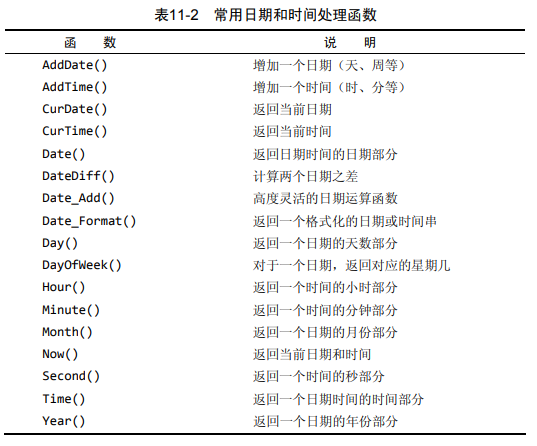 表11-2 常用日期和时间处理函数
函 数 说 明
AddDate() 增加一个日期（天、周等）
AddTime() 增加一个时间（时、分等）
CurDate() 返回当前日期
CurTime() 返回当前时间
Date() 返回日期时间的日期部分
DateDiff() 计算两个日期之差
Date_Add() 高度灵活的日期运算函数
Date_Format() 返回一个格式化的日期或时间串
Day() 返回一个日期的天数部分
DayOfWeek() 对于一个日期，返回对应的星期几
Hour() 返回一个时间的小时部分
Minute() 返回一个时间的分钟部分
Month() 返回一个日期的月份部分
Now() 返回当前日期和时间
Second() 返回一个时间的秒部分
Time() 返回一个日期时间的时间部分
Year() 返回一个日期的年份部分